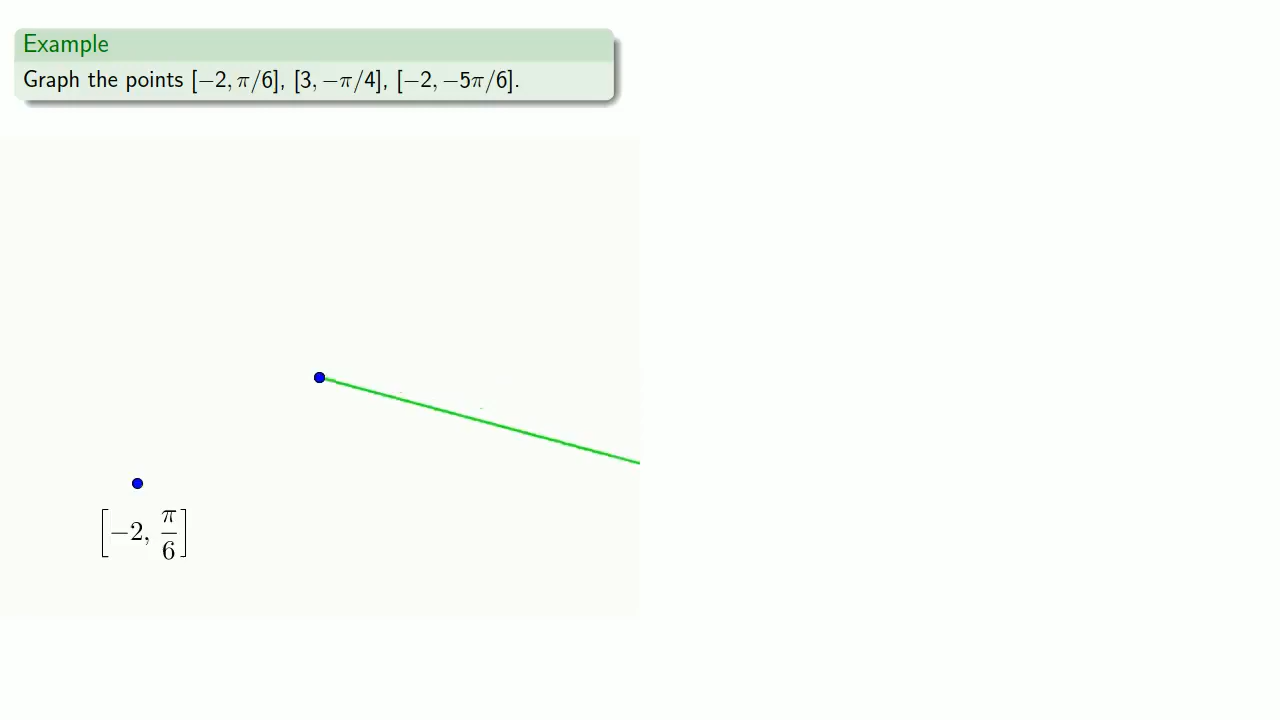 Example
Graph the points [−2, π/6], [3, −π/4], [−2, −5π/6].
[−2, π/6]